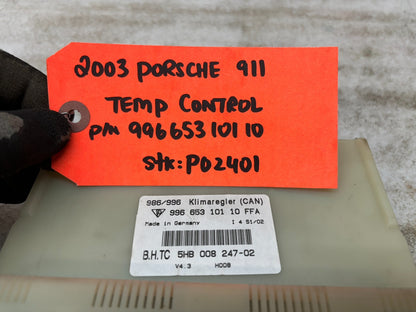 2003 PORSCHE 911
TEMP CONTROL
PM 996 653 101 10
Stk: P02401
986/996 Klimaregler (CAN)
996 653 101 10 FFA
Made in Germany I 4 51/02
B.H.TC 5HB 008 247-02
V4.3 H008